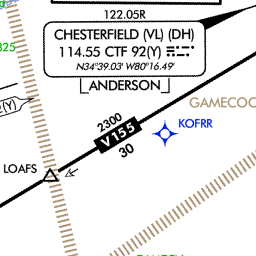 122.05R
CHESTERFIELD (VL) (DH)
114.55 CTF 92(Y)
N34°39.03' W80°16.49'
ANDERSON
GAMECOC
2300
V 155
30
KOFRR
LOAFS
(Y)